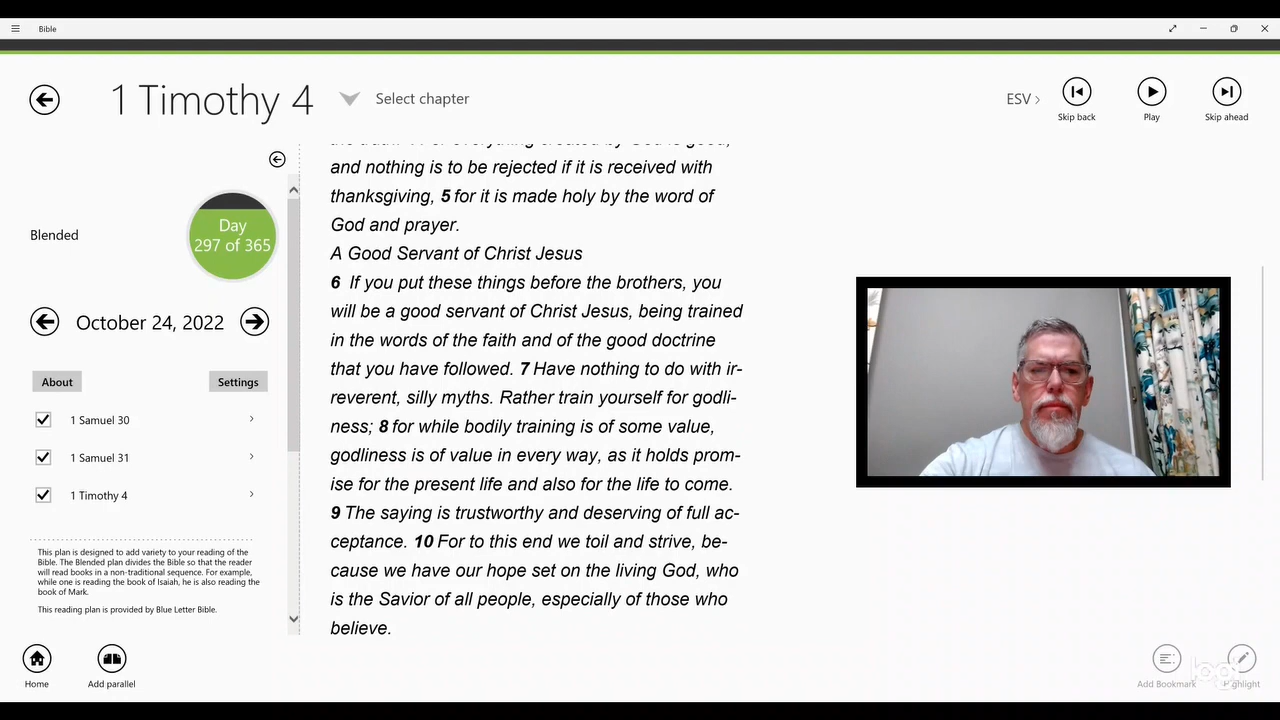 Bible
1 Timothy 4
Select chapter
ESV
Skip back
Play
Skip ahead
Blended
Day
297 of 365
October 24, 2022
About
Settings
1 Samuel 30
1 Samuel 31
1 Timothy 4
This plan is designed to add variety to your reading of the
Bible. The Blended plan divides the Bible so that the reader
will read books in a non-traditional sequence. For example,
while one is reading the book of Isaiah, he is also reading the
book of Mark.
This reading plan is provided by Blue Letter Bible.
and nothing is to be rejected if it is received with
thanksgiving, 5 for it is made holy by the word of
God and prayer.
A Good Servant of Christ Jesus
6 If you put these things before the brothers, you
will be a good servant of Christ Jesus, being trained
in the words of the faith and of the good doctrine
that you have followed. 7 Have nothing to do with ir-
reverent, silly myths. Rather train yourself for godli-
ness; 8 for while bodily training is of some value,
godliness is of value in every way, as it holds prom-
ise for the present life and also for the life to come.
9 The saying is trustworthy and deserving of full ac-
ceptance. 10 For to this end we toil and strive, be-
cause we have our hope set on the living God, who
is the Savior of all people, especially of those who
believe.
Home
Add parallel
Add Bookmark
Highlight
logi